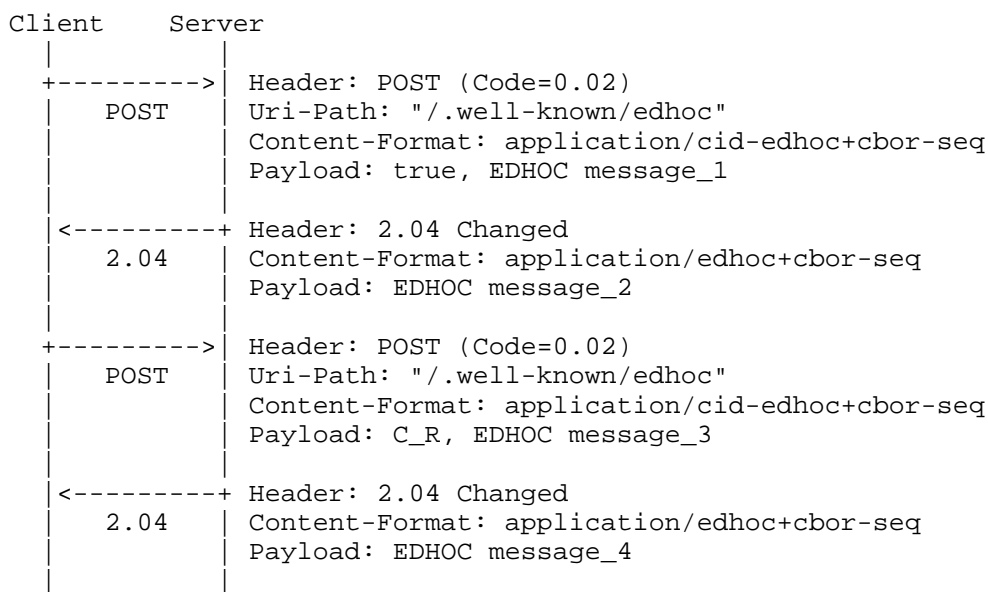 Client Server
Header: POST (Code=0.02)
POST Uri-Path: "/.well-known/edhoc"
Content-Format: application/cid-edhoc+cbor-seq
Payload: true, EDHOC message_1
Header: 2.04 Changed
2.04 Content-Format: application/edhoc+cbor-seq
Payload: EDHOC message_2
Header: POST (Code=0.02)
POST Uri-Path: "/.well-known/edhoc"
Content-Format: application/cid-edhoc+cbor-seq
Payload: C_R, EDHOC message_3
Header: 2.04 Changed
2.04 Content-Format: application/edhoc+cbor-seq
Payload: EDHOC message_4